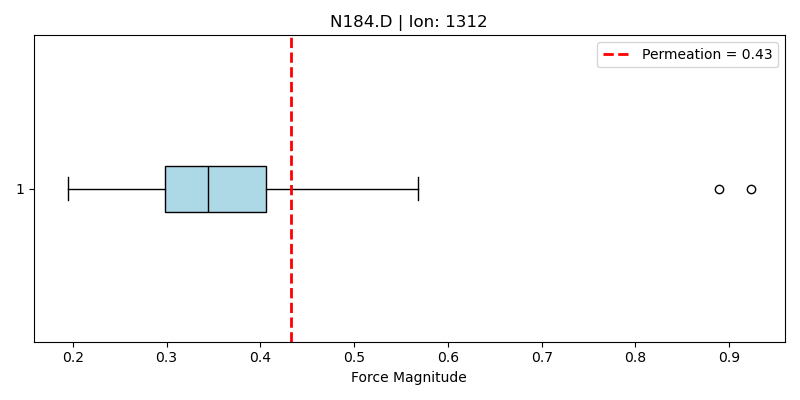 N184.D | Ion: 1312
Permeation = 0.43
1
0.2 0.3 0.4 0.5 0.6 0.7 0.8 0.9
Force Magnitude